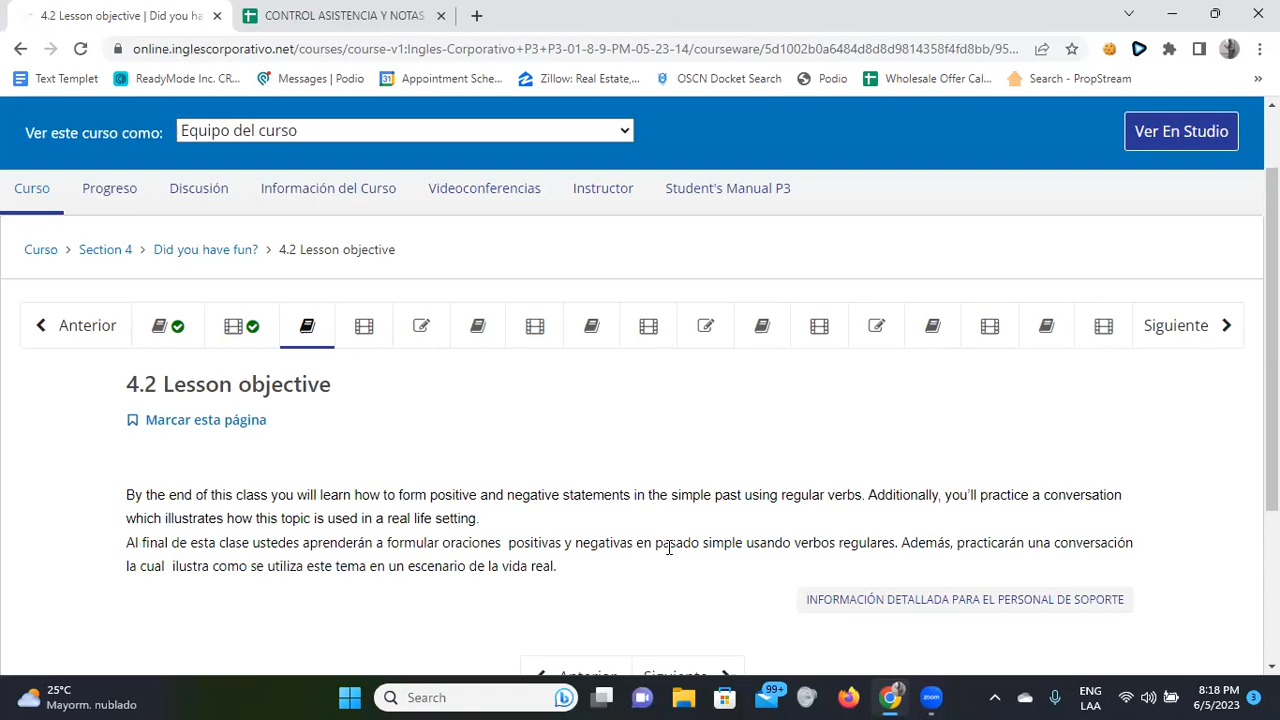 4.2 Lesson objective | Did you ha
CONTROL ASISTENCIA Y NOTAS
online.inglescorporativo.net/courses/course-v1:Ingles-Corporativo+P3+P3-01-8-9-PM-05-23-14/courseware/5d1002b0a6484d8d8d9814358f4fd8bb/95...
Text Templet
ReadyMode Inc. CR...
Messages | Podio
Appointment Sche...
Zillow: Real Estate,...
OSCN Docket Search
Podio
Wholesale Offer Cal...
Search - PropStream
Ver este curso como:
Equipo del curso
Ver En Studio
Curso
Progreso
Discusión
Información del Curso
Videoconferencias
Instructor
Student's Manual P3
Curso > Section 4 > Did you have fun? > 4.2 Lesson objective
Anterior
Siguiente
4.2 Lesson objective
Marcar esta página
By the end of this class you will learn how to form positive and negative statements in the simple past using regular verbs. Additionally, you'll practice a conversation
which illustrates how this topic is used in a real life setting.
Al final de esta clase ustedes aprenderán a formular oraciones positivas y negativas en pasado simple usando verbos regulares. Además, practicarán una conversación
la cual ilustra como se utiliza este tema en un escenario de la vida real.
INFORMACIÓN DETALLADA PARA EL PERSONAL DE SOPORTE
Anterior
Siguiente
25°C
Mayorm. nublado
Search
99+
ENG
LAA
8:18 PM
6/5/2023
3